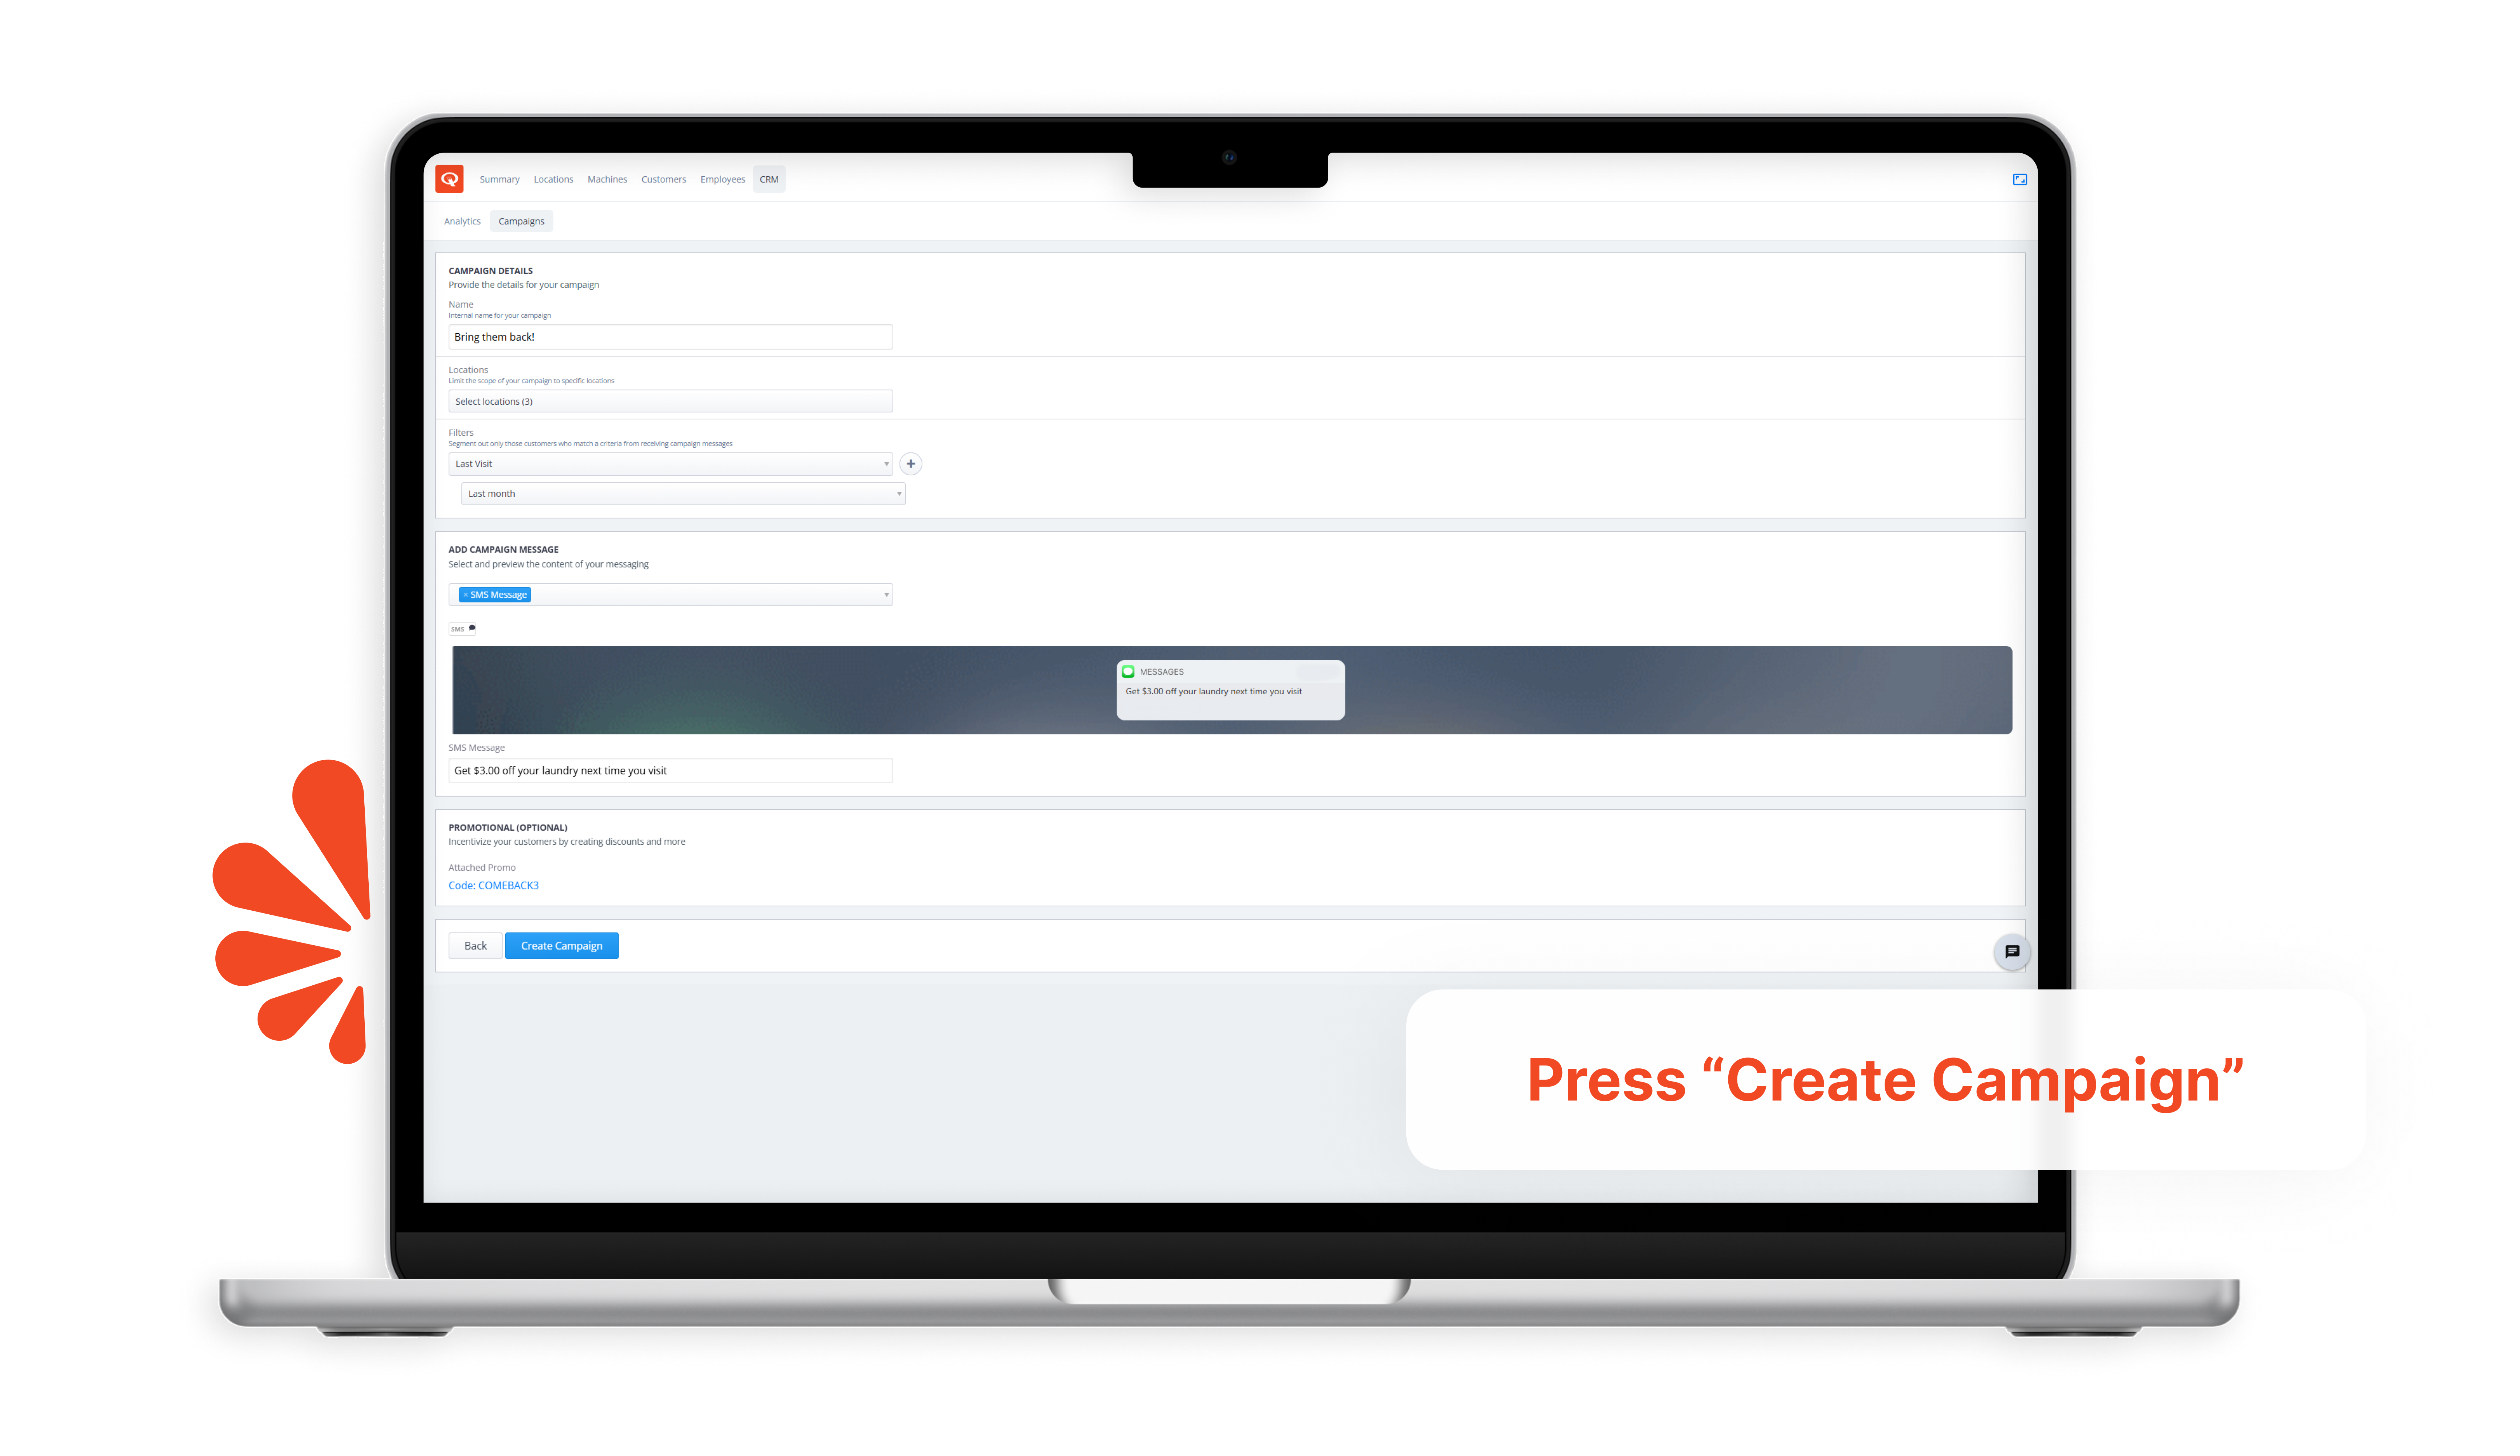 Summary Locations Machines Customers Employees CRM
Analytics Campaigns
CAMPAIGN DETAILS
Provide the details for your campaign
Name
Internal name for your campaign
Bring them back!
Locations
Limit the scope of your campaign to specific locations
Select locations (3)
Filters
Segment out only those customers who match a criteria from receiving campaign messages
Last Visit
Last month
ADD CAMPAIGN MESSAGE
Select and preview the content of your messaging
× SMS Message
SMS
MESSAGES
Get $3.00 off your laundry next time you visit
SMS Message
Get $3.00 off your laundry next time you visit
PROMOTIONAL (OPTIONAL)
Incentivize your customers by creating discounts and more
Attached Promo
Code: COMEBACK3
Back Create Campaign
Press “Create Campaign”